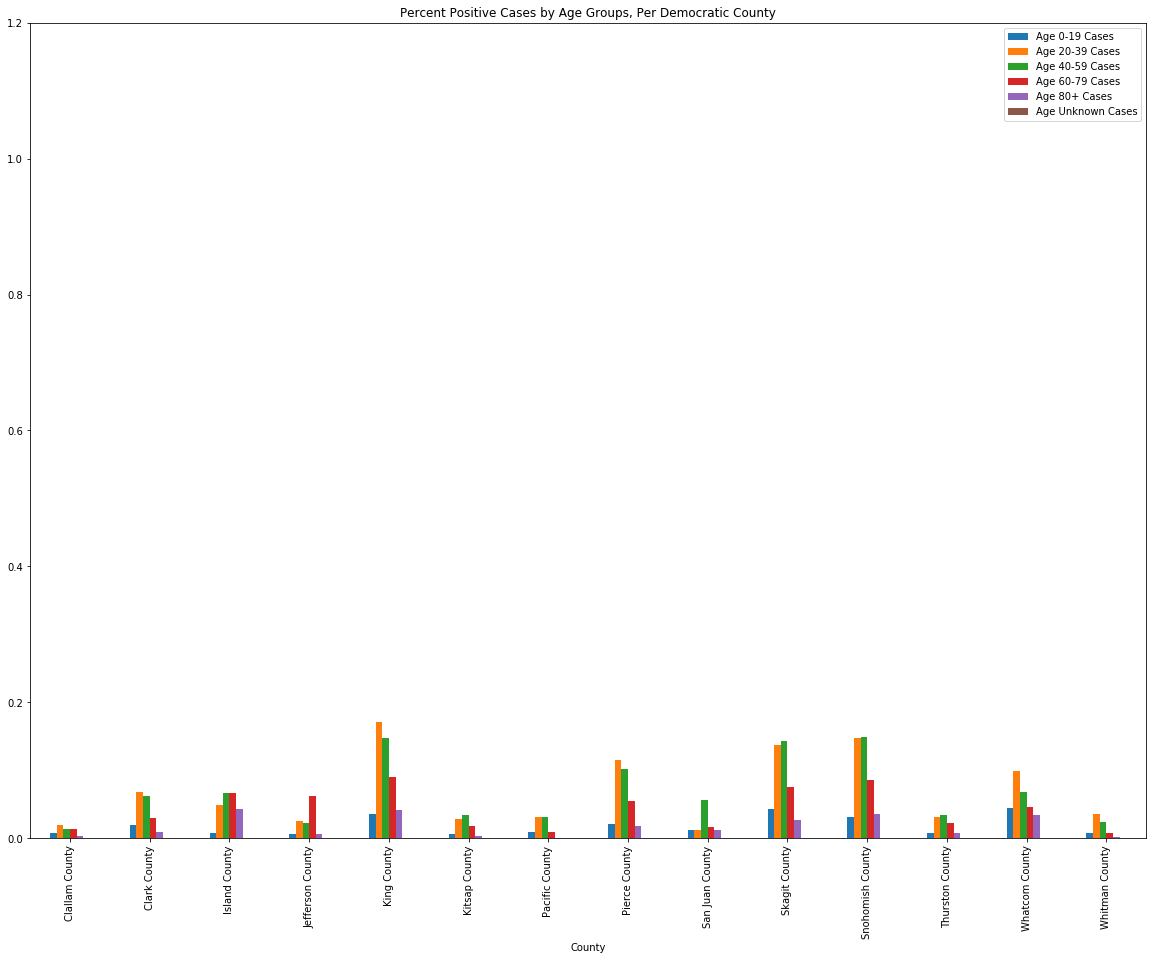 Percent Positive Cases by Age Groups, Per Democratic County
1.2
1.0
0.8
0.6
0.4
0.2
0.0
Age 0-19 Cases
Age 20-39 Cases
Age 40-59 Cases
Age 60-79 Cases
Age 80+ Cases
Age Unknown Cases
Clallam County
Clark County
Island County
Jefferson County
King County
Kitsap County
Pacific County
Pierce County
San Juan County
Skagit County
Snohomish County
Thurston County
Whatcom County
Whitman County
County